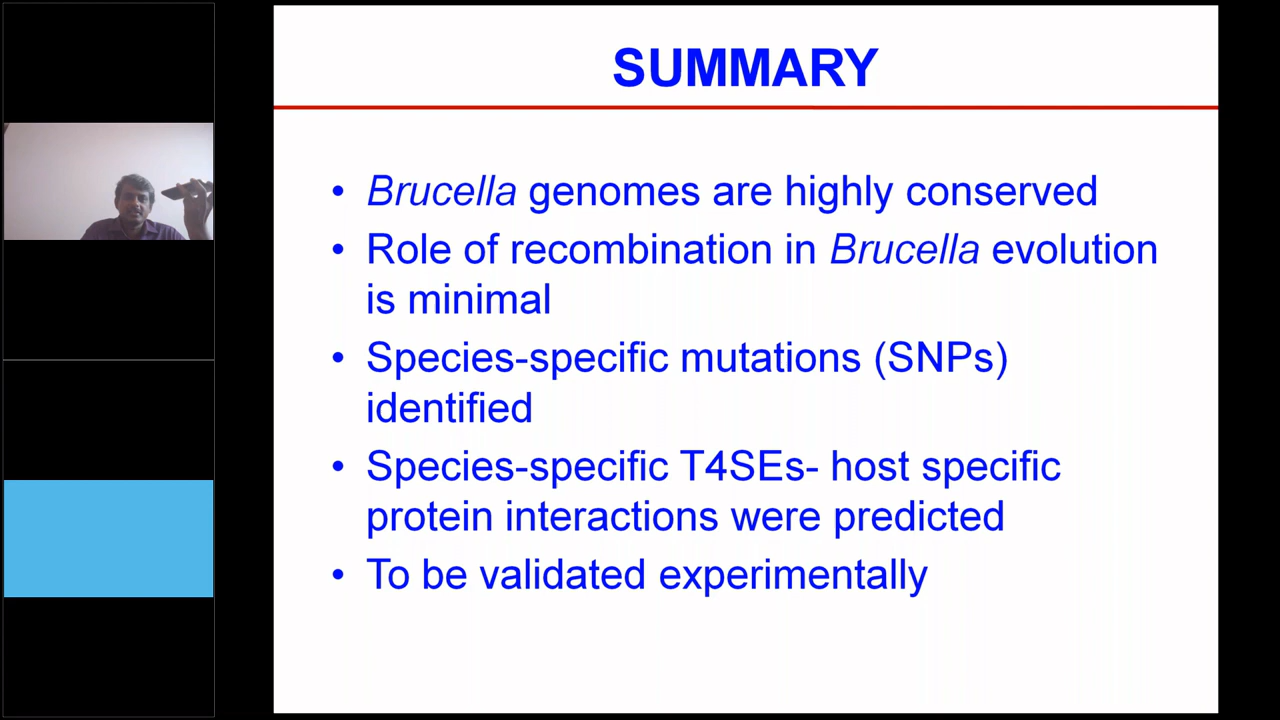 SUMMARY
• Brucella genomes are highly conserved
• Role of recombination in Brucella evolution
is minimal
• Species-specific mutations (SNPs)
identified
• Species-specific T4SEs- host specific
protein interactions were predicted
• To be validated experimentally